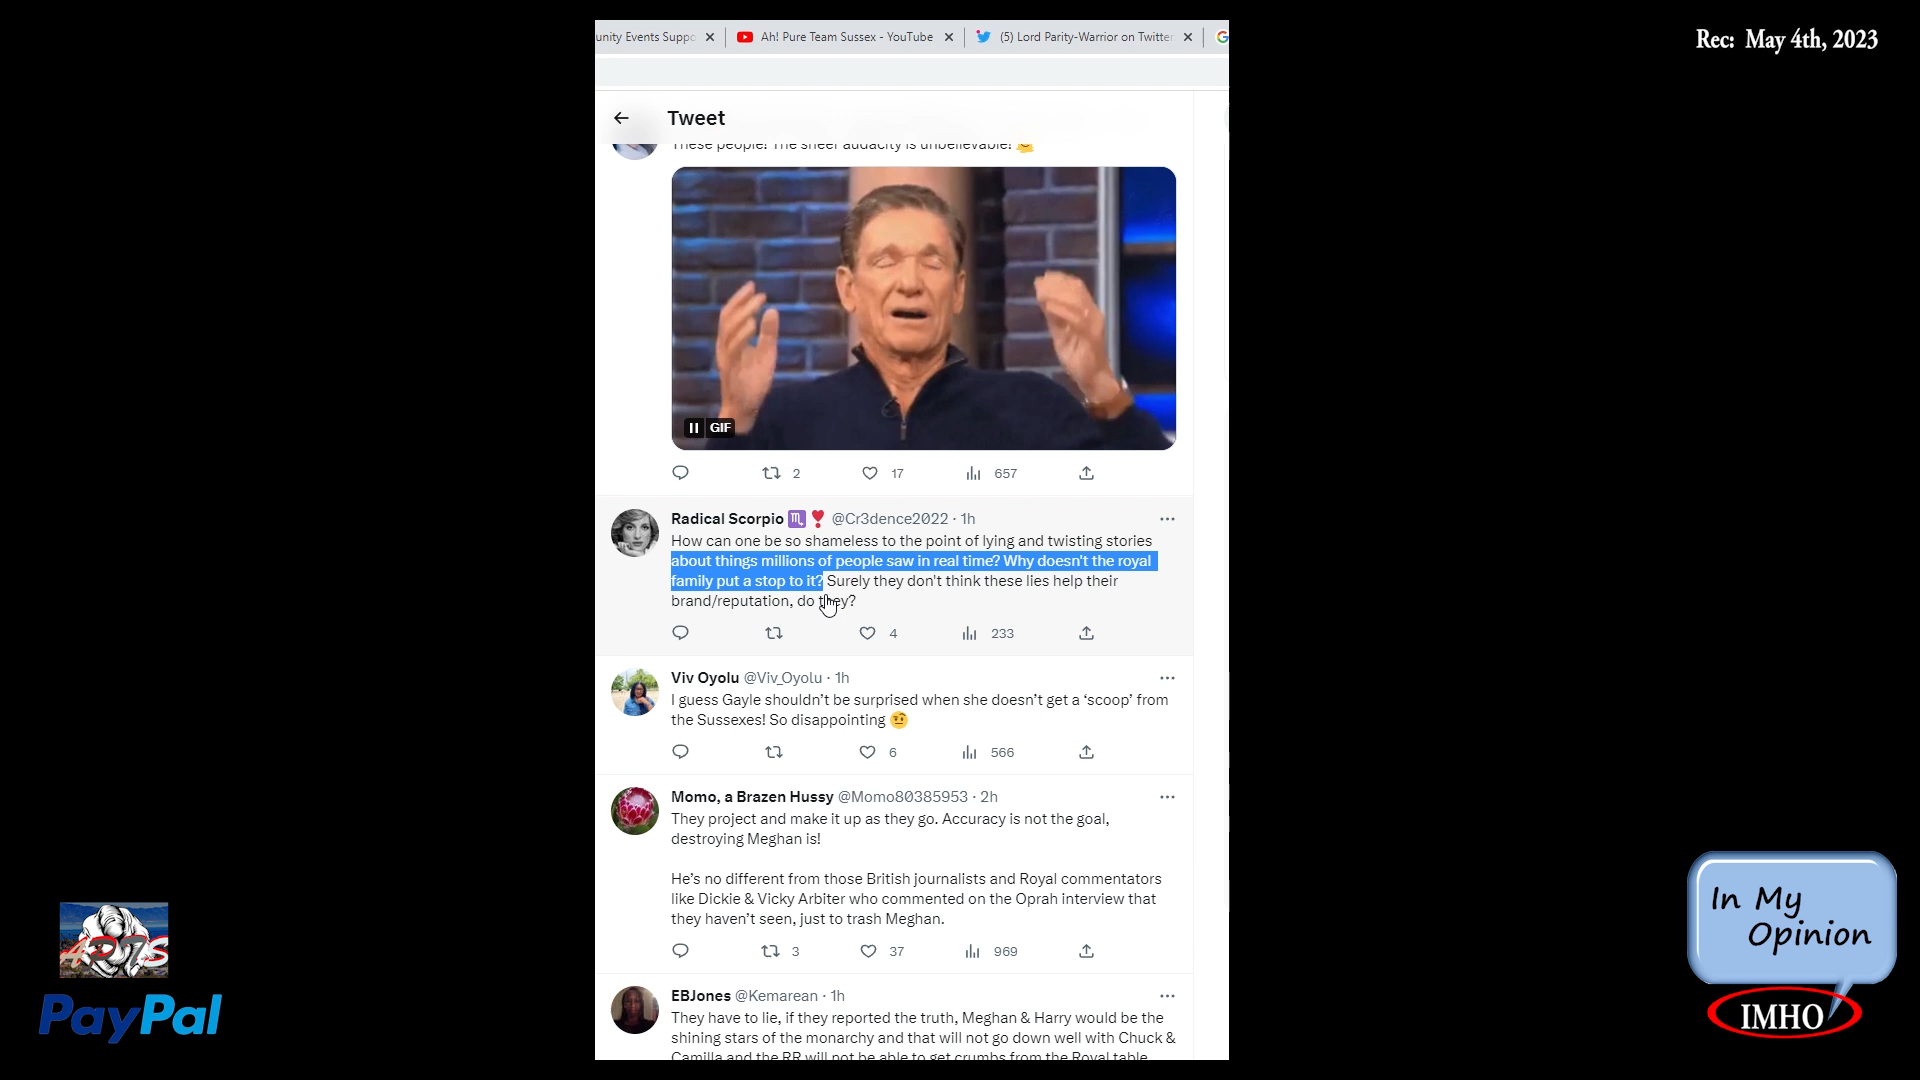 Rec: May 4th, 2023
unity Events Suppo
Ah! Pure Team Sussex - YouTube
(5) Lord Parity-Warrior on Twitter
Tweet
These people! The sheer audacity is unbelievable!
GIF
2
17
657
Radical Scorpio @Cr3dence2022 · 1h
How can one be so shameless to the point of lying and twisting stories
about things millions of people saw in real time? Why doesn't the royal
family put a stop to it? Surely they don't think these lies help their
brand/reputation, do they?
4
233
Viv Oyolu @Viv_Oyolu · 1h
I guess Gayle shouldn’t be surprised when she doesn’t get a ‘scoop’ from
the Sussexes! So disappointing
6
566
Momo, a Brazen Hussy @Momo80385953 · 2h
They project and make it up as they go. Accuracy is not the goal,
destroying Meghan is!
He’s no different from those British journalists and Royal commentators
like Dickie & Vicky Arbiter who commented on the Oprah interview that
they haven’t seen, just to trash Meghan.
3
37
969
EBJones @Kemarean · 1h
They have to lie, if they reported the truth, Meghan & Harry would be the
shining stars of the monarchy and that will not go down well with Chuck &
Camilla and the RR will not be able to get crumbs from the Royal table
APTS
PayPal
In My
Opinion
IMHO